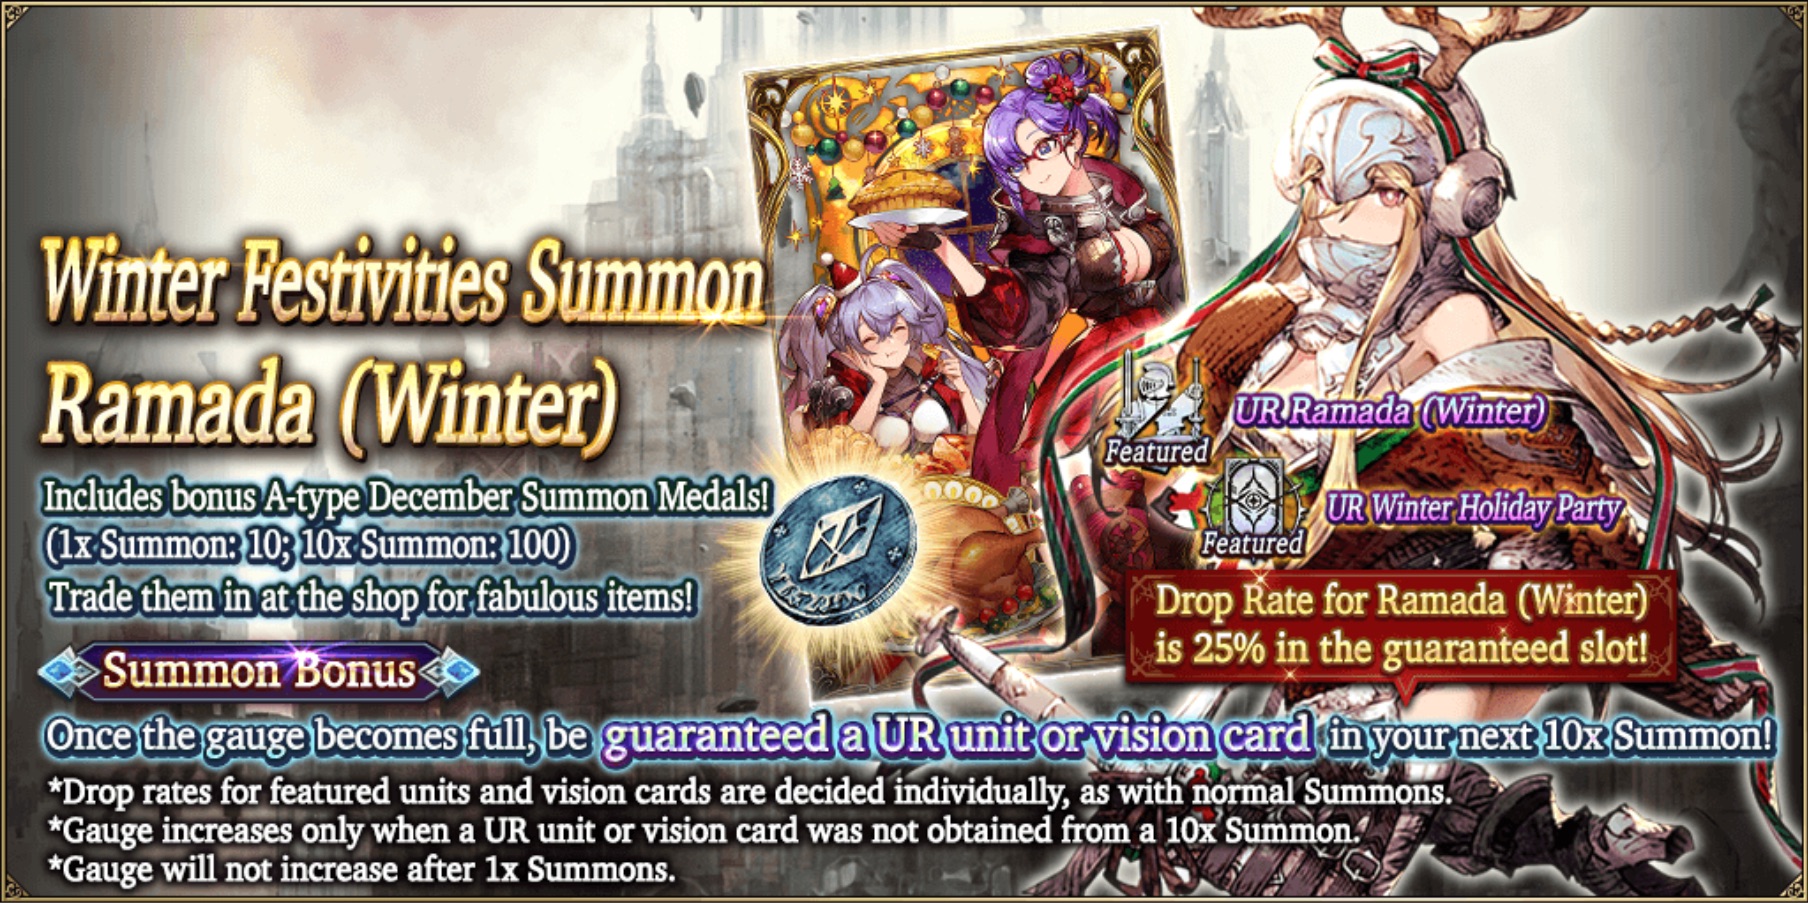 Winter Festivities Summon
Ramada (Winter)
Includes bonus A-type December Summon Medals!
(1x Summon: 10; 10x Summon: 100)
Trade them in at the shop for fabulous items!
Featured
UR Ramada (Winter)
Featured
UR Winter Holiday Party
Drop Rate for Ramada (Winter)
is 25% in the guaranteed slot!
Summon Bonus
Once the gauge becomes full, be guaranteed a UR unit or vision card in your next 10x Summon!
*Drop rates for featured units and vision cards are decided individually, as with normal Summons.
*Gauge increases only when a UR unit or vision card was not obtained from a 10x Summon.
*Gauge will not increase after 1x Summons.